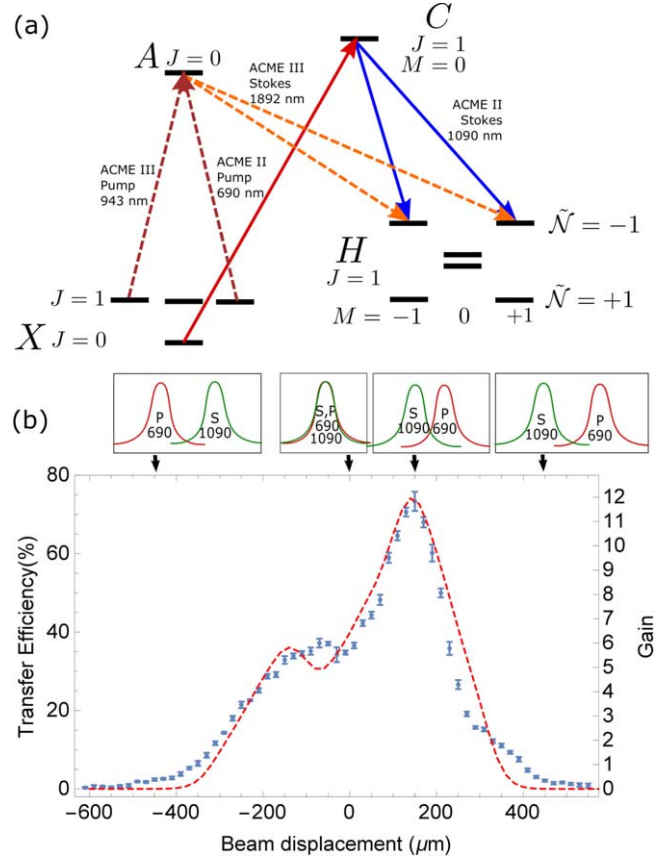 (a)
C
J = 1
M = 0
A J = 0
ACME III
Stokes
1892 nm
ACME II
Stokes
1090 nm
ACME III
Pump
943 nm
ACME II
Pump
690 nm
Ñ = −1
H
J = 1
J = 1
Ñ = +1
X J = 0
M = −1 0 +1
(b)
P
690
S
1090
S,P
690
1090
S
1090
P
690
S
1090
P
690
80
60
40
20
0
Transfer Efficiency(%)
12
11
10
9
8
7
6
5
4
3
2
1
0
Gain
−600 −400 −200 0 200 400
Beam displacement (μm)